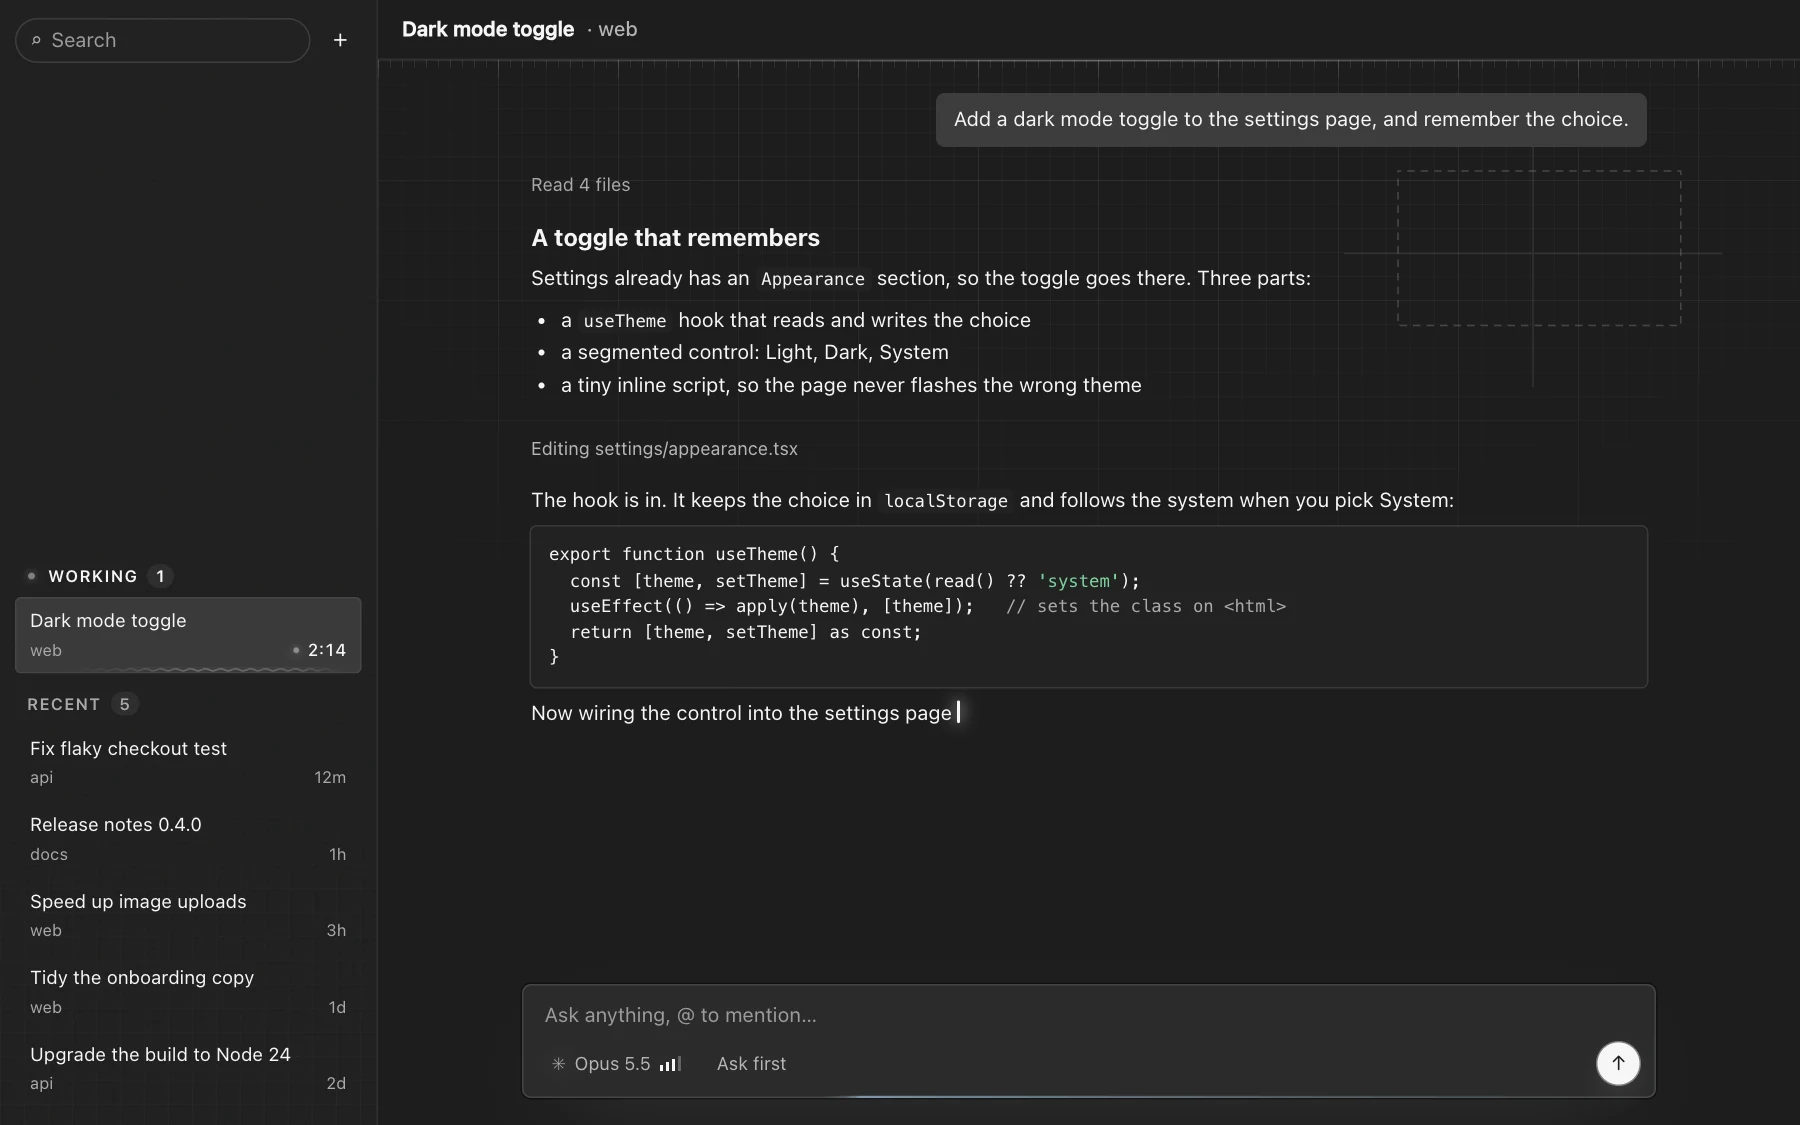 Search
+
WORKING 1
Dark mode toggle
web
2:14
RECENT 5
Fix flaky checkout test
api
12m
Release notes 0.4.0
docs
1h
Speed up image uploads
web
3h
Tidy the onboarding copy
web
1d
Upgrade the build to Node 24
api
2d
Dark mode toggle · web
Add a dark mode toggle to the settings page, and remember the choice.
Read 4 files
A toggle that remembers
Settings already has an Appearance section, so the toggle goes there. Three parts:
• a useTheme hook that reads and writes the choice
• a segmented control: Light, Dark, System
• a tiny inline script, so the page never flashes the wrong theme
Editing settings/appearance.tsx
The hook is in. It keeps the choice in localStorage and follows the system when you pick System:
export function useTheme() {
  const [theme, setTheme] = useState(read() ?? 'system');
  useEffect(() => apply(theme), [theme]);   // sets the class on <html>
  return [theme, setTheme] as const;
}
Now wiring the control into the settings page
Ask anything, @ to mention...
Opus 5.5
Ask first